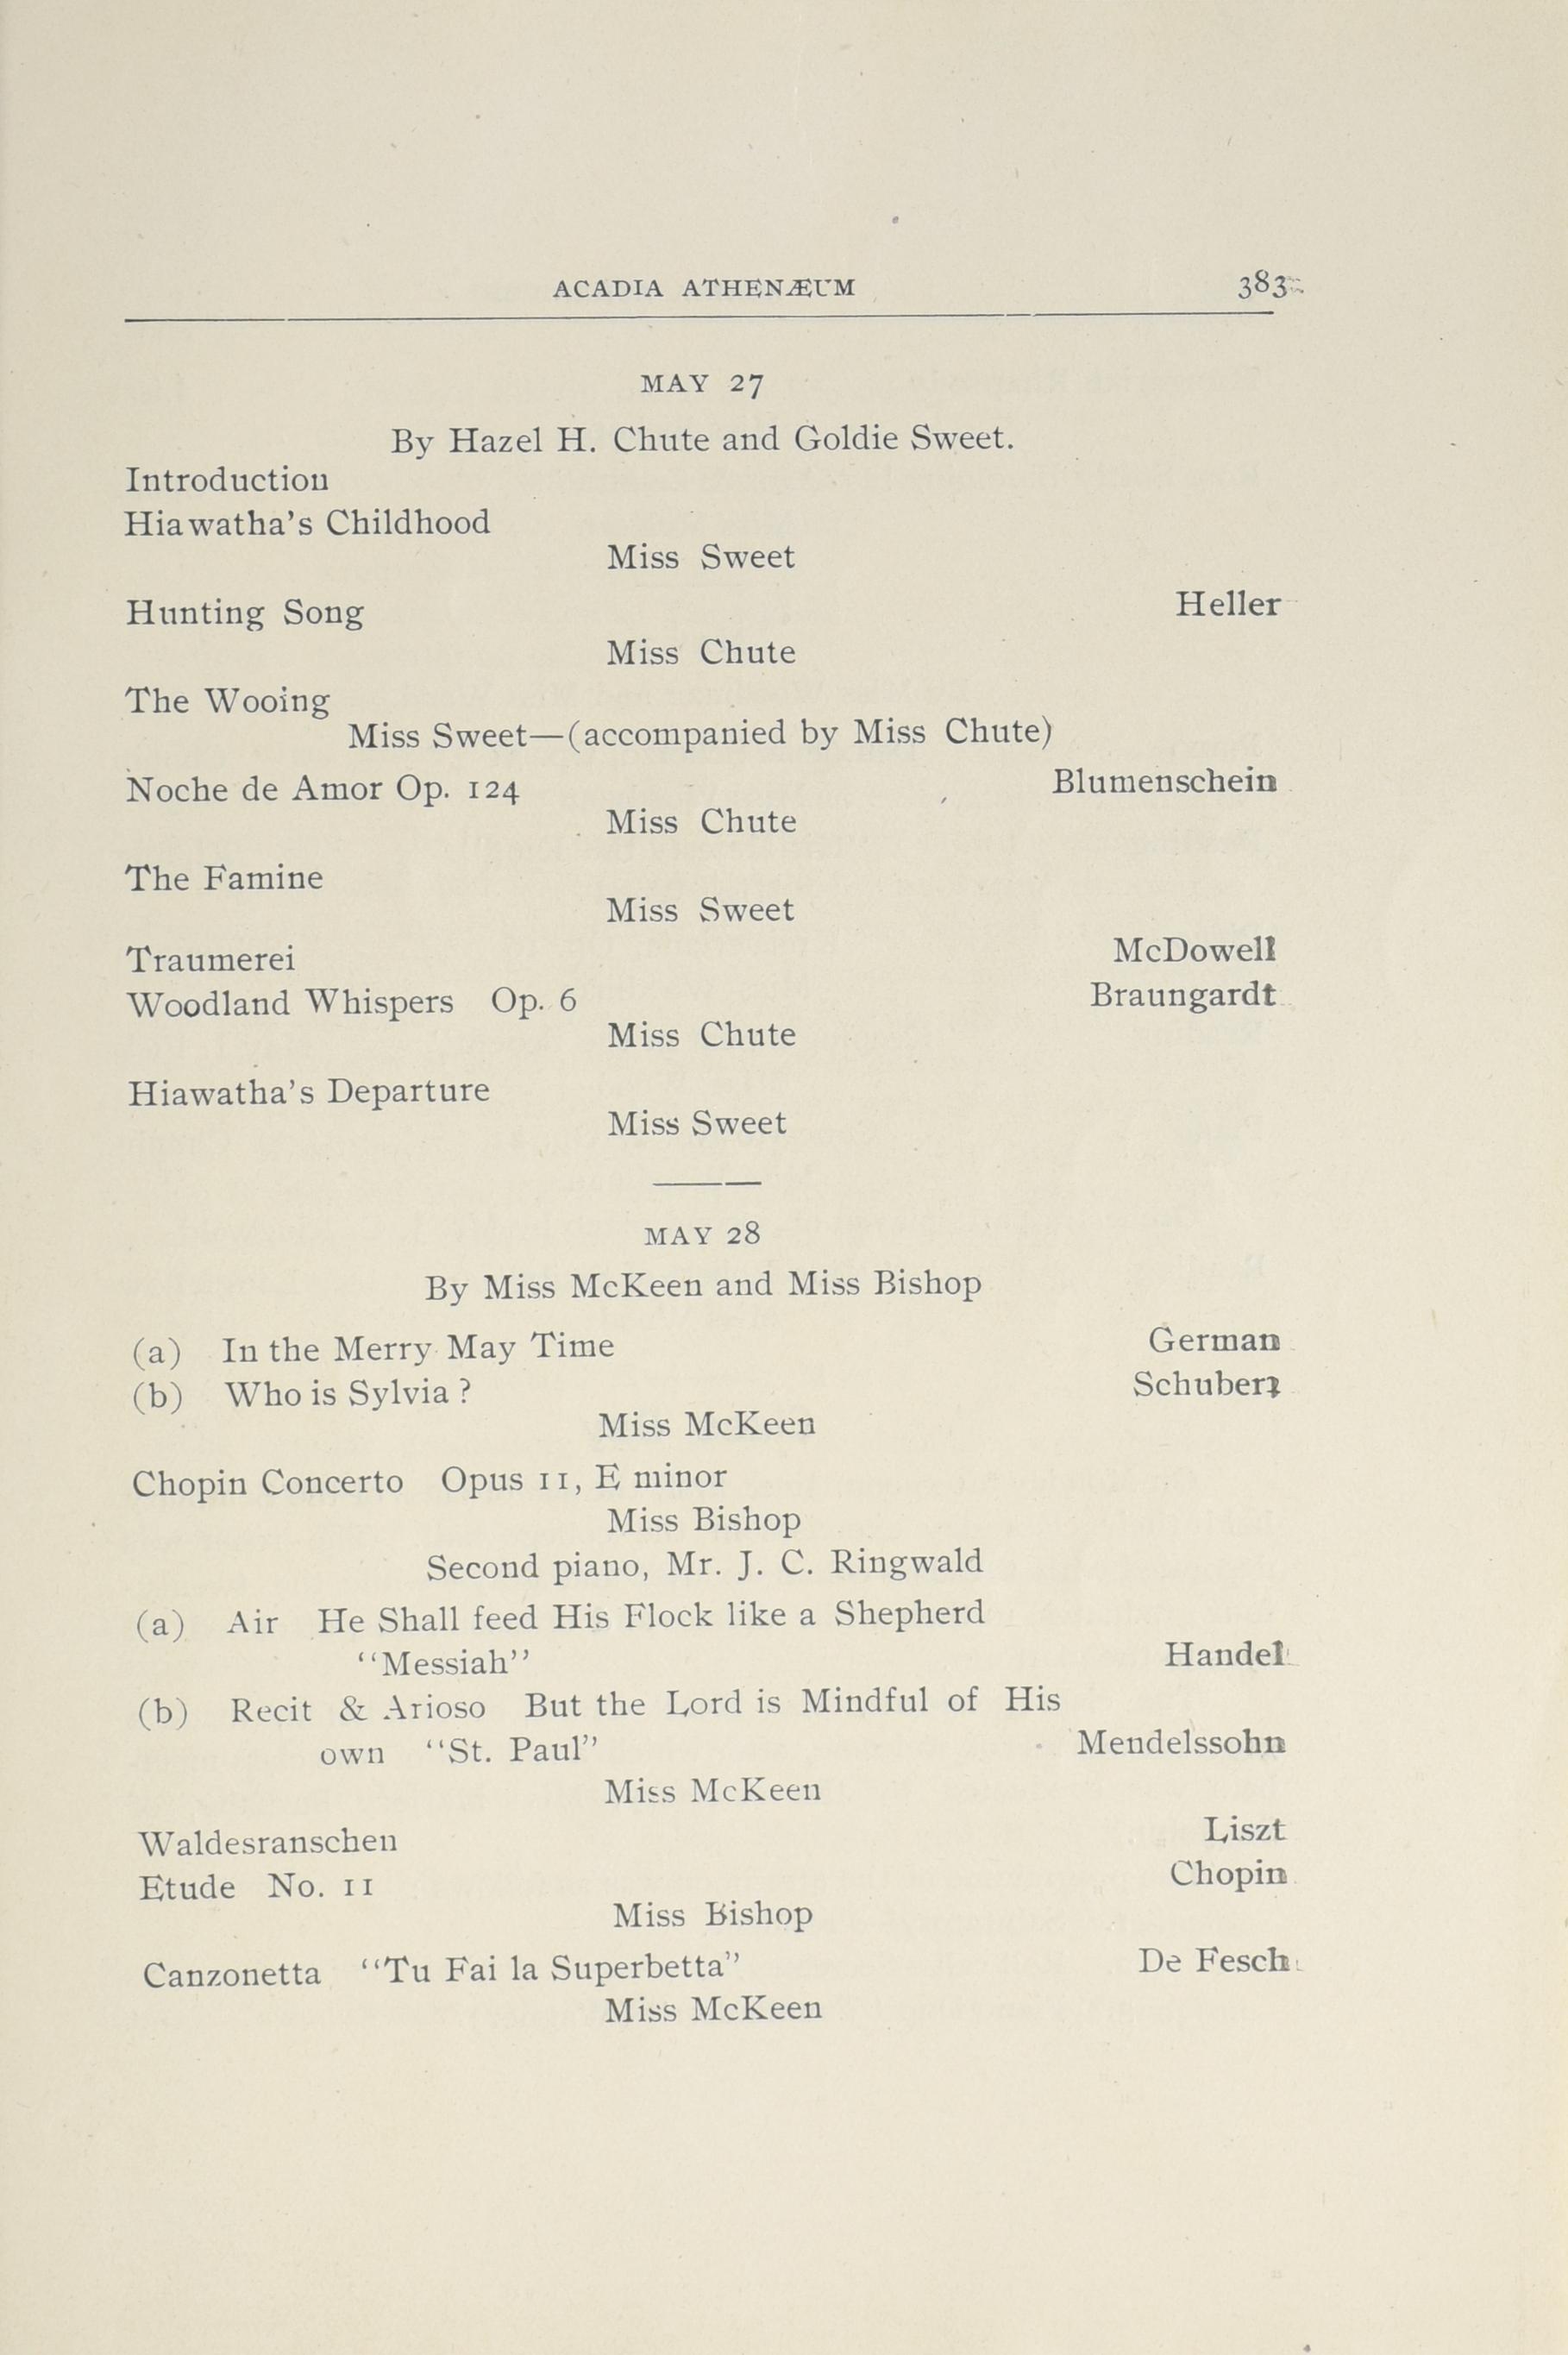 ACADIA ATHENÆUM 383
MAY 27
By Hazel H. Chute and Goldie Sweet.
Introduction
Hiawatha's Childhood
Miss Sweet
Hunting Song Heller
Miss Chute
The Wooing
Miss Sweet—(accompanied by Miss Chute)
Noche de Amor Op. 124 Blumenschein
Miss Chute
The Famine
Miss Sweet
Traumerei McDowell
Woodland Whispers Op. 6 Braungardt
Miss Chute
Hiawatha's Departure
Miss Sweet
MAY 28
By Miss McKeen and Miss Bishop
(a) In the Merry May Time German
(b) Who is Sylvia ? Schubert
Miss McKeen
Chopin Concerto Opus 11, E minor
Miss Bishop
Second piano, Mr. J. C. Ringwald
(a) Air He Shall feed His Flock like a Shepherd
"Messiah" Handel
(b) Recit & Arioso But the Lord is Mindful of His
own "St. Paul" Mendelssohn
Miss McKeen
Waldesranschen Liszt
Etude No. 11 Chopin
Miss Bishop
Canzonetta "Tu Fai la Superbetta" De Fesch
Miss McKeen